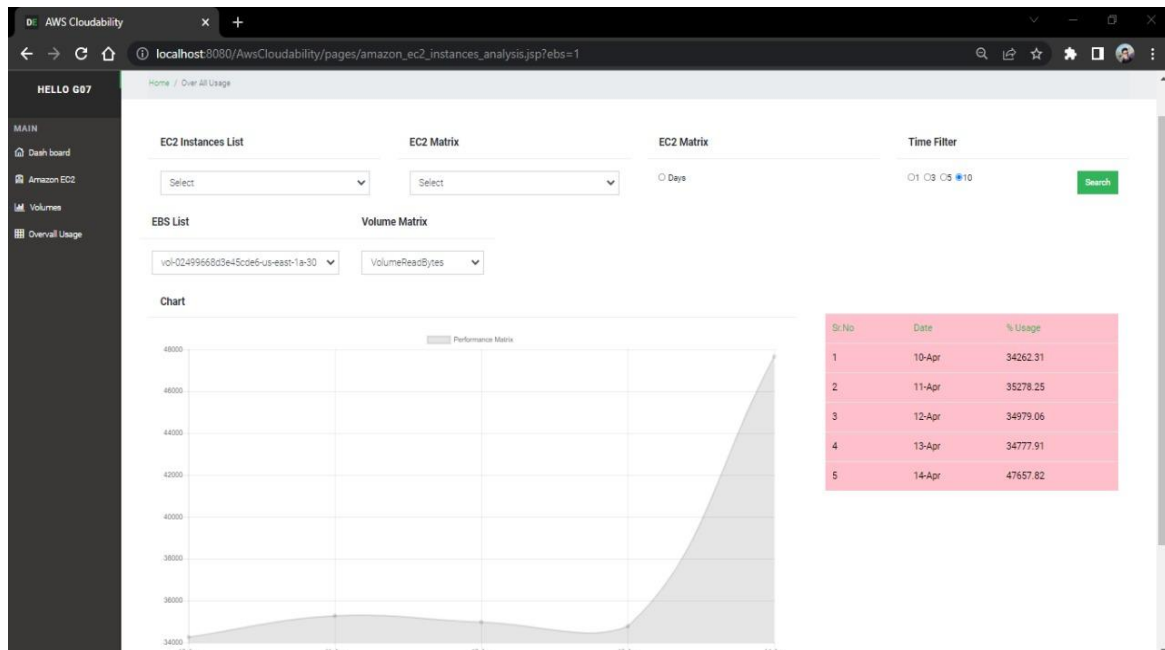 DE AWS Cloudability
localhost:8080/AwsCloudability/pages/amazon_ec2_instances_analysis.jsp?ebs=1
HELLO G07
Home / Over All Usage
MAIN
Dash board
Amazon EC2
Volumes
Overvall Usage
EC2 Instances List
EC2 Matrix
EC2 Matrix
Time Filter
Select
Select
Days
1 3 5 10
Search
EBS List
Volume Matrix
vol-02499668d3e45cde6-us-east-1a-30
VolumeReadBytes
Chart
Performance Matrix
48000
46000
44000
42000
40000
38000
36000
34000
Sr.No Date % Usage
1 10-Apr 34262.31
2 11-Apr 35278.25
3 12-Apr 34979.06
4 13-Apr 34777.91
5 14-Apr 47657.82